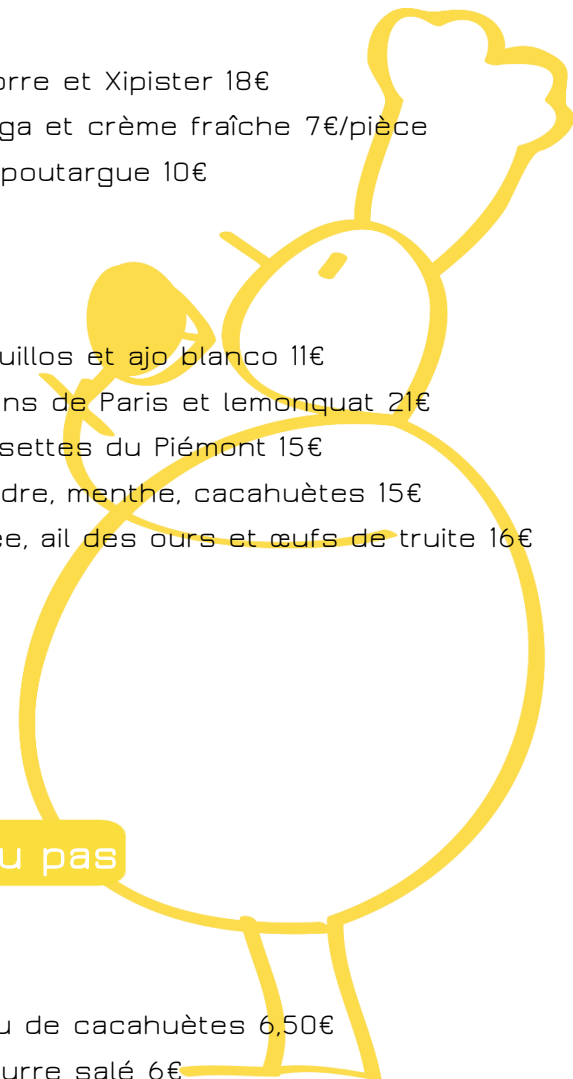 orre et Xipister 18€
ga et crème fraîche 7€/pièce
poutargue 10€
uillos et ajo blanco 11€
ns de Paris et lemonquat 21€
settes du Piémont 15€
dre, menthe, cacahuètes 15€
ée, ail des ours et œufs de truite 16€
u pas
u de cacahuètes 6,50€
urre salé 6€